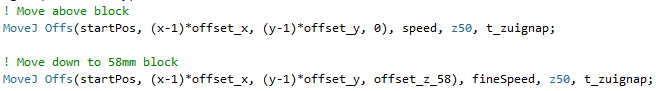 ! Move above block
MoveJ Offs(startPos, (x-1)*offset_x, (y-1)*offset_y, 0), speed, z50, t_zuignap;
! Move down to 58mm block
MoveJ Offs(startPos, (x-1)*offset_x, (y-1)*offset_y, offset_z_58), fineSpeed, z50, t_zuignap;